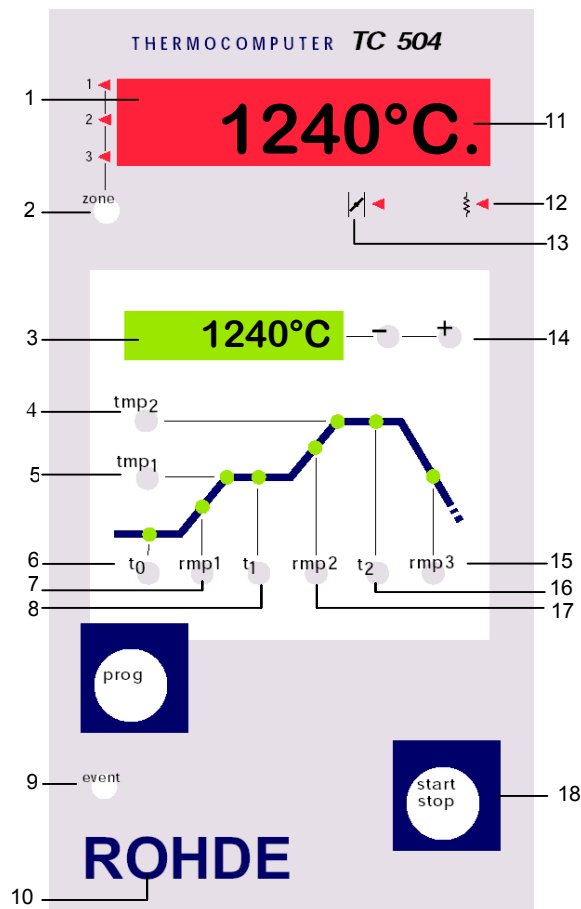 THERMOCOMPUTER TC 504
1
1
1240°C.
11
2
3
2
zone
12
13
3
1240°C
- +
14
4
tmp2
5
tmp1
6
t0 rmp1 t1 rmp2 t2 rmp3
15
7
16
8
17
prog
9
event
start
stop
18
ROHDE
10